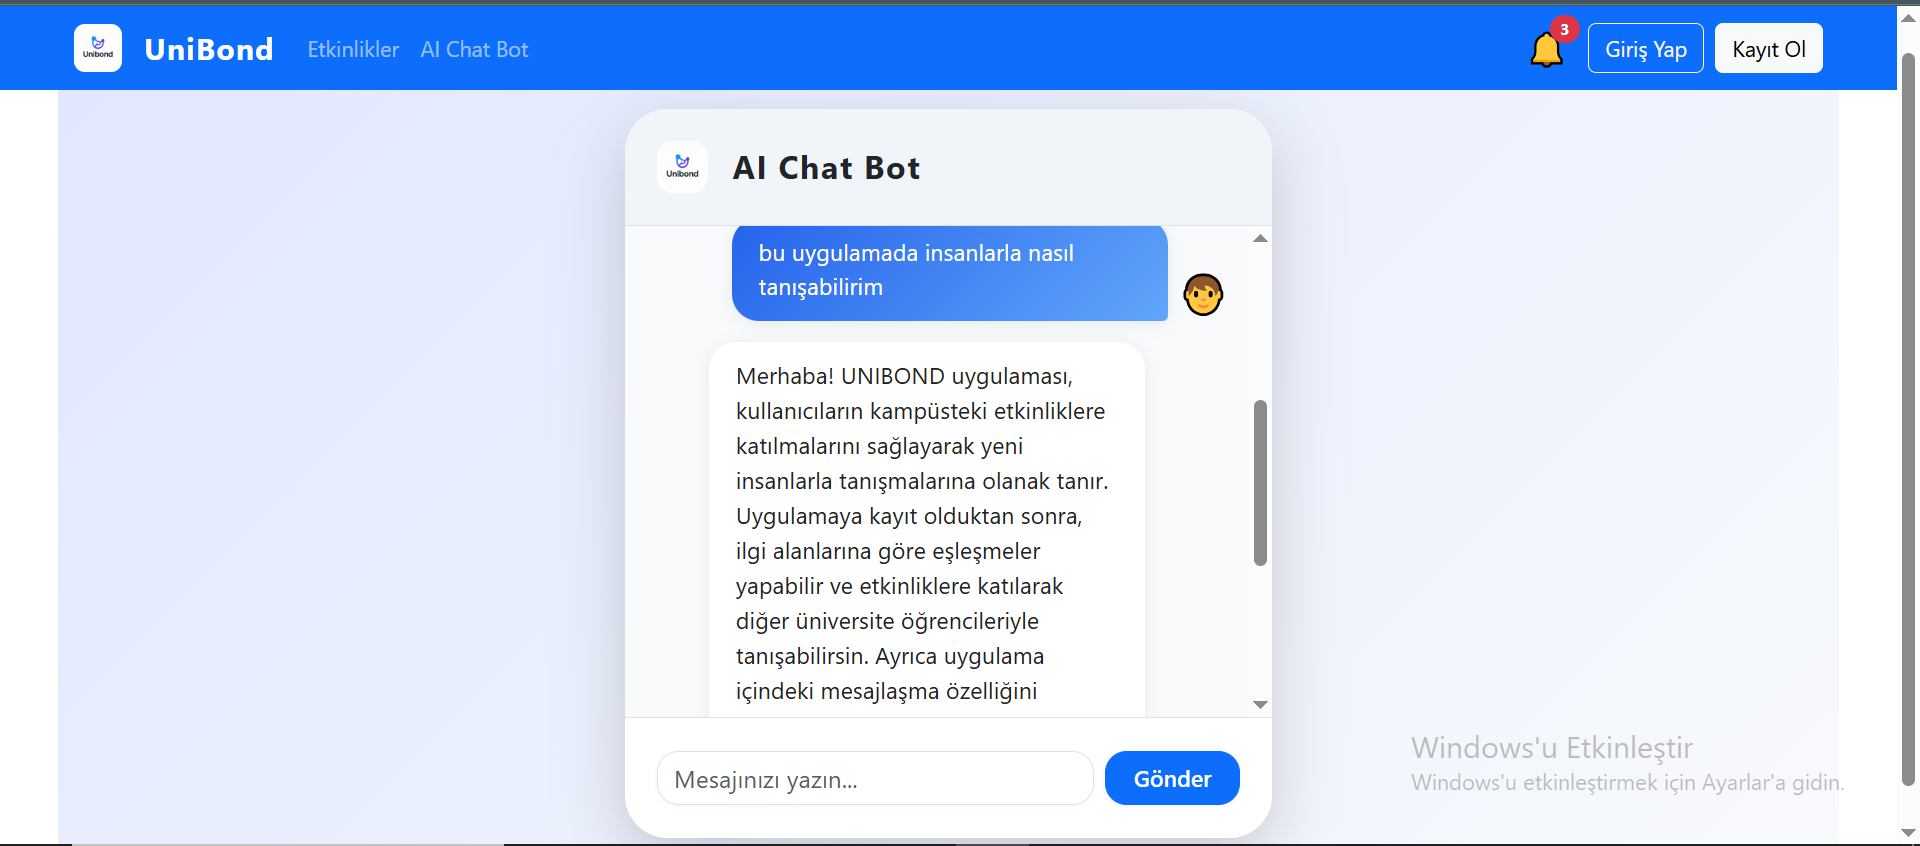 Unibond
UniBond
Etkinlikler
AI Chat Bot
3
Giriş Yap
Kayıt Ol
Unibond
AI Chat Bot
bu uygulamada insanlarla nasıl
tanışabilirim
Merhaba! UNIBOND uygulaması,
kullanıcıların kampüsteki etkinliklere
katılmalarını sağlayarak yeni
insanlarla tanışmalarına olanak tanır.
Uygulamaya kayıt olduktan sonra,
ilgi alanlarına göre eşleşmeler
yapabilir ve etkinliklere katılarak
diğer üniversite öğrencileriyle
tanışabilirsin. Ayrıca uygulama
içindeki mesajlaşma özelliğini
Mesajınızı yazın...
Gönder
Windows'u Etkinleştir
Windows'u etkinleştirmek için Ayarlar'a gidin.